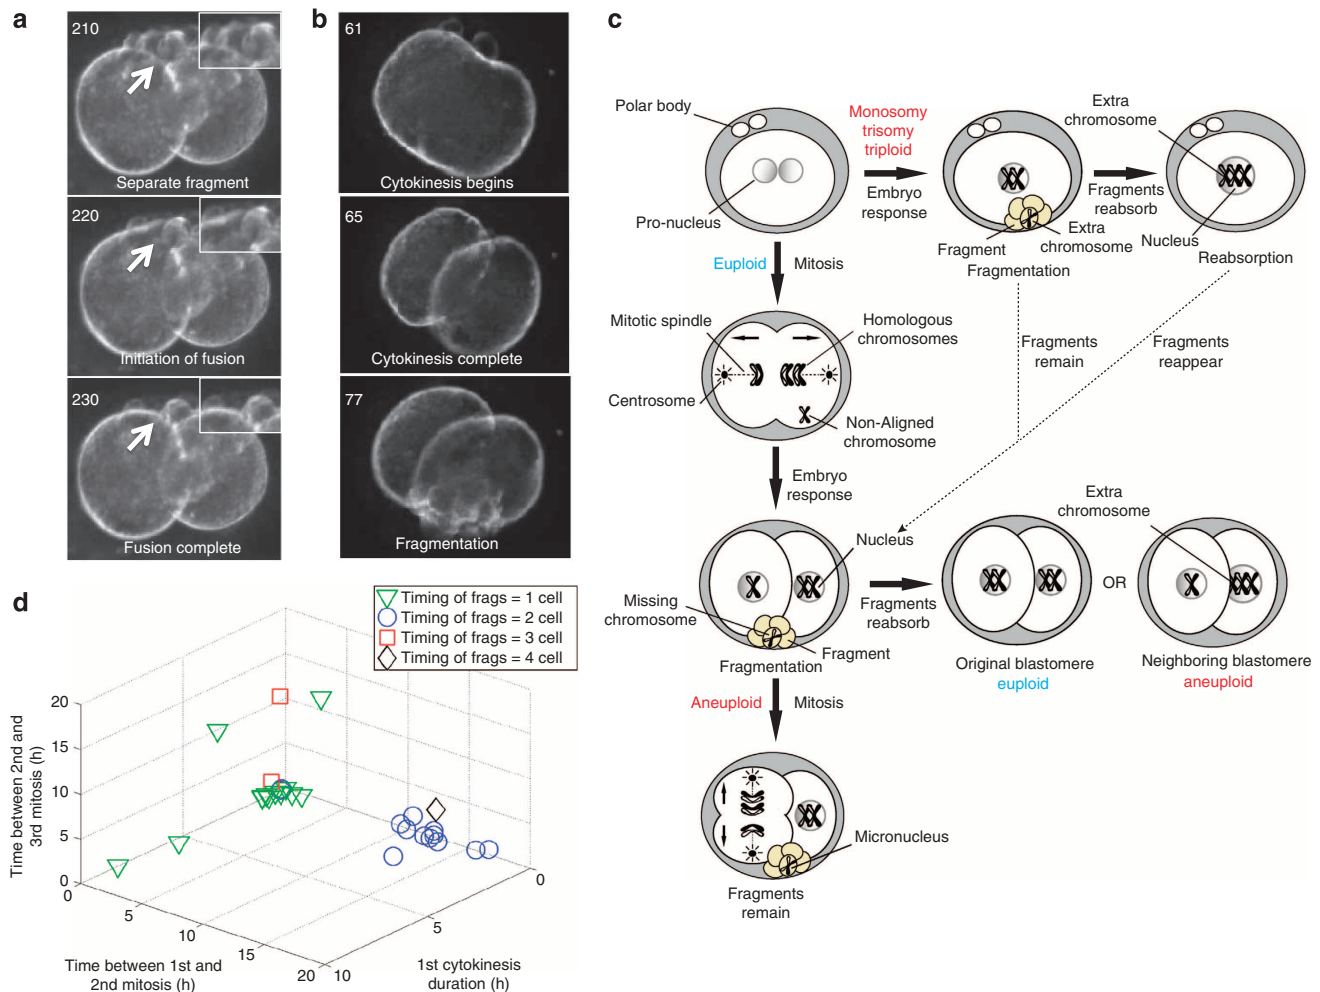 a
210
Separate fragment
220
Initiation of fusion
230
Fusion complete
b
61
Cytokinesis begins
65
Cytokinesis complete
77
Fragmentation
c
Polar body
Pro-nucleus
Monosomy
trisomy
triploid
Embryo
response
Fragment
Extra
chromosome
Fragmentation
Fragments
reabsorb
Extra
chromosome
Nucleus
Reabsorption
Euploid
Mitosis
Mitotic spindle
Homologous
chromosomes
Centrosome
Non-Aligned
chromosome
Fragments
remain
Fragments
reappear
Embryo
response
Nucleus
Missing
chromosome
Fragment
Fragmentation
Fragments
reabsorb
Extra
chromosome
OR
Original blastomere
euploid
Neighboring blastomere
aneuploid
Aneuploid
Mitosis
Micronucleus
Fragments
remain
d
Timing of frags = 1 cell
Timing of frags = 2 cell
Timing of frags = 3 cell
Timing of frags = 4 cell
Time between 2nd and
3rd mitosis (h)
20
15
10
5
0
0
5
10
15
20
Time between 1st and
2nd mitosis (h)
10
5
0
1st cytokinesis
duration (h)